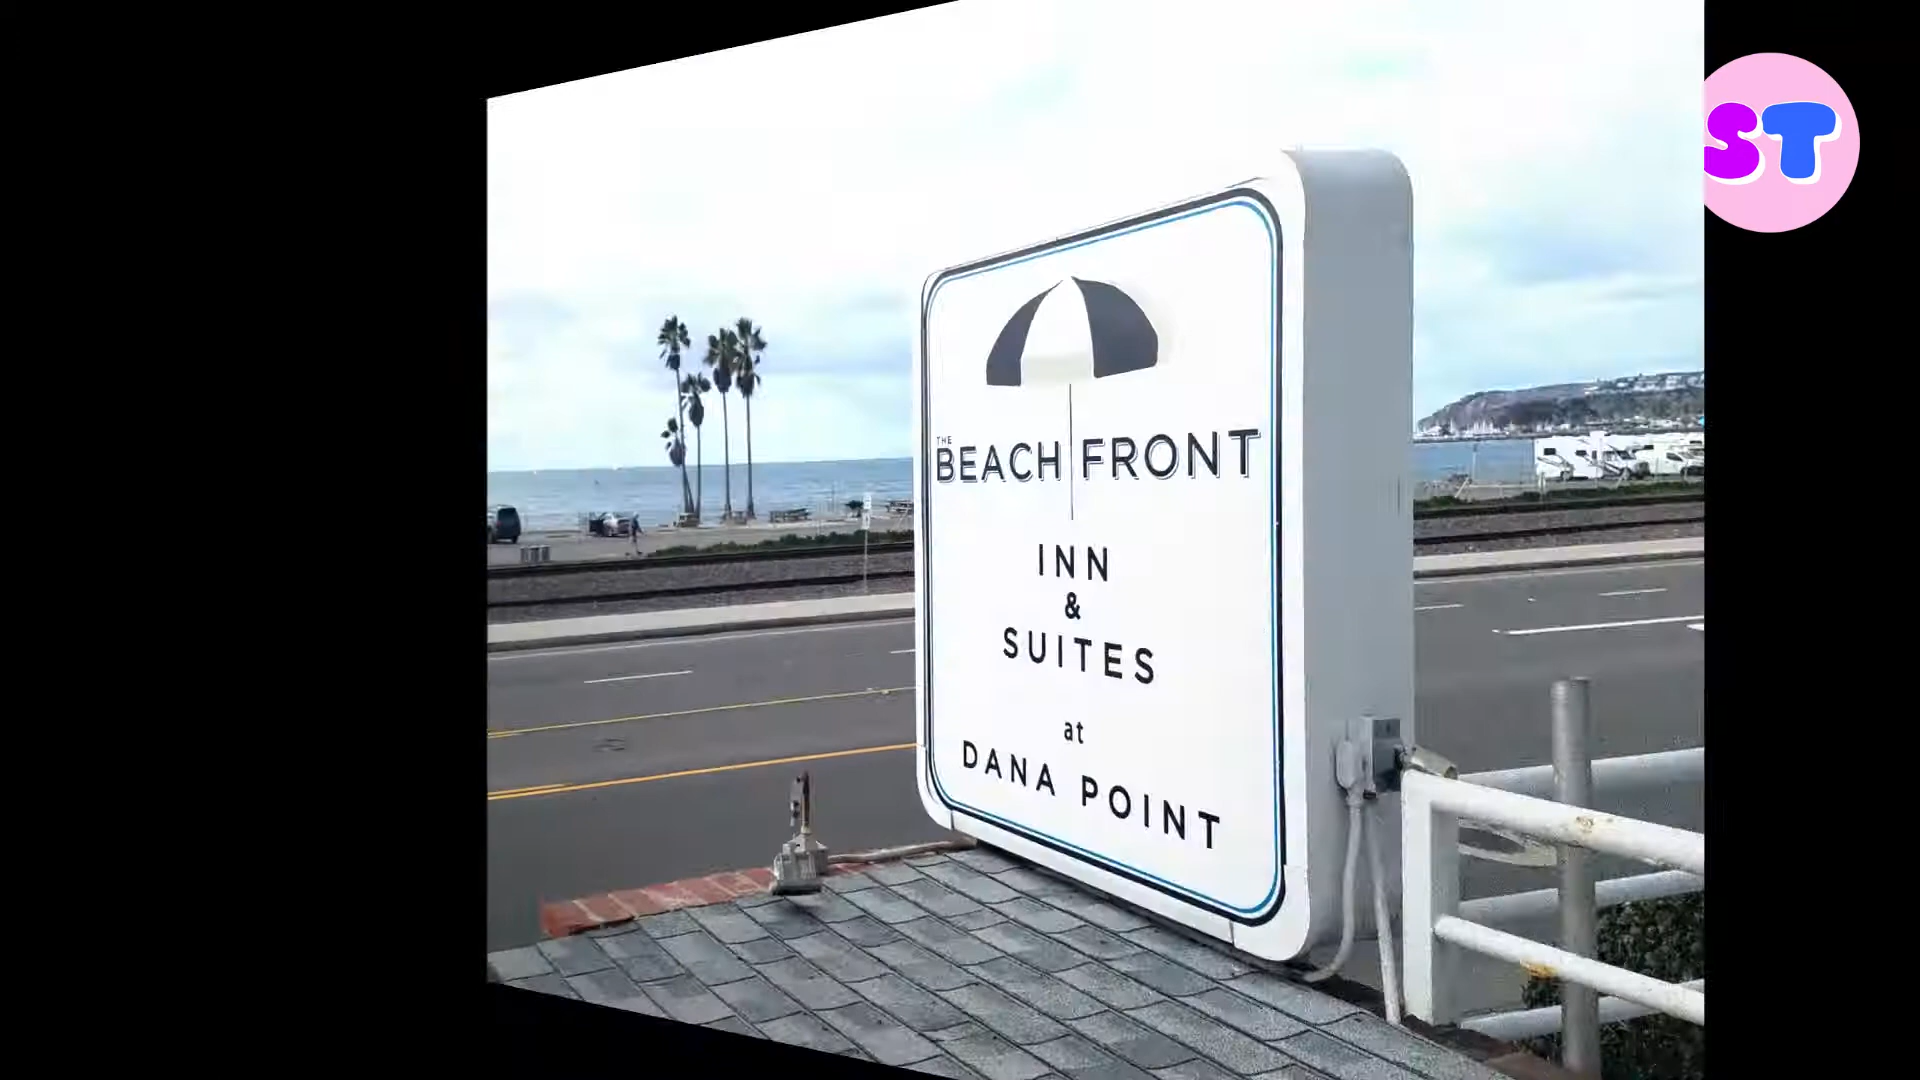 THE
BEACH FRONT
INN
&
SUITES
at
DANA POINT
ST